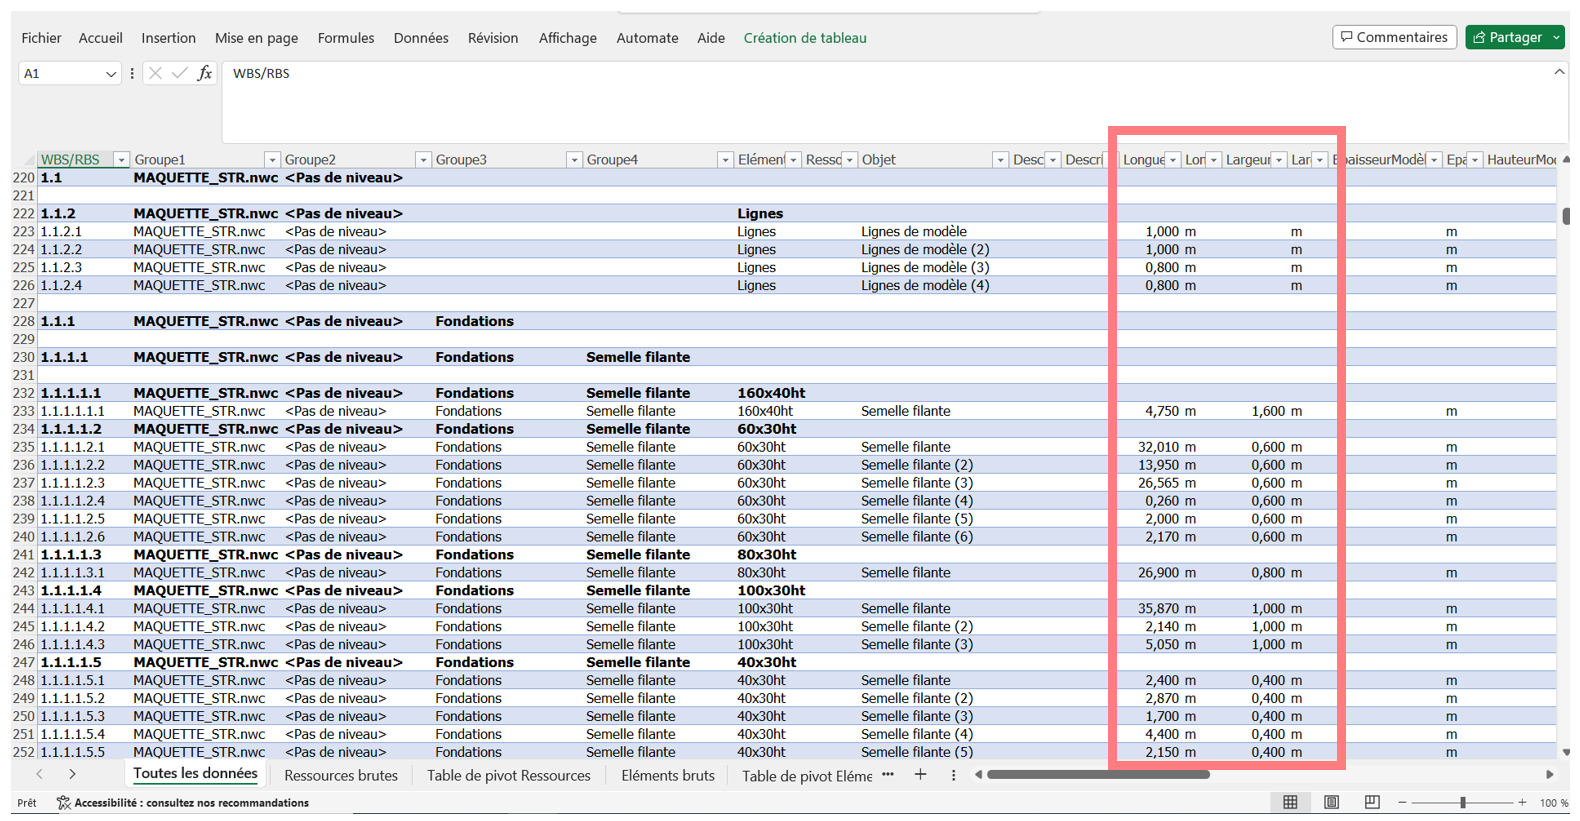 Fichier Accueil Insertion Mise en page Formules Données Révision Affichage Automate Aide Création de tableau Commentaires Partager
A1 fx WBS/RBS
WBS/RBS Groupe1 Groupe2 Groupe3 Groupe4 Elémen Resso Objet Desc Descri Longue Lon Largeur Lar EpaisseurModèl Epa HauteurMo
220 1.1 MAQUETTE_STR.nwc <Pas de niveau>
221
222 1.1.2 MAQUETTE_STR.nwc <Pas de niveau> Lignes
223 1.1.2.1 MAQUETTE_STR.nwc <Pas de niveau> Lignes Lignes de modèle 1,000 m m m
224 1.1.2.2 MAQUETTE_STR.nwc <Pas de niveau> Lignes Lignes de modèle (2) 1,000 m m m
225 1.1.2.3 MAQUETTE_STR.nwc <Pas de niveau> Lignes Lignes de modèle (3) 0,800 m m m
226 1.1.2.4 MAQUETTE_STR.nwc <Pas de niveau> Lignes Lignes de modèle (4) 0,800 m m m
227
228 1.1.1 MAQUETTE_STR.nwc <Pas de niveau> Fondations
229
230 1.1.1.1 MAQUETTE_STR.nwc <Pas de niveau> Fondations Semelle filante
231
232 1.1.1.1.1 MAQUETTE_STR.nwc <Pas de niveau> Fondations Semelle filante 160x40ht
233 1.1.1.1.1.1 MAQUETTE_STR.nwc <Pas de niveau> Fondations Semelle filante 160x40ht Semelle filante 4,750 m 1,600 m m
234 1.1.1.1.2 MAQUETTE_STR.nwc <Pas de niveau> Fondations Semelle filante 60x30ht
235 1.1.1.1.2.1 MAQUETTE_STR.nwc <Pas de niveau> Fondations Semelle filante 60x30ht Semelle filante 32,010 m 0,600 m m
236 1.1.1.1.2.2 MAQUETTE_STR.nwc <Pas de niveau> Fondations Semelle filante 60x30ht Semelle filante (2) 13,950 m 0,600 m m
237 1.1.1.1.2.3 MAQUETTE_STR.nwc <Pas de niveau> Fondations Semelle filante 60x30ht Semelle filante (3) 26,565 m 0,600 m m
238 1.1.1.1.2.4 MAQUETTE_STR.nwc <Pas de niveau> Fondations Semelle filante 60x30ht Semelle filante (4) 0,260 m 0,600 m m
239 1.1.1.1.2.5 MAQUETTE_STR.nwc <Pas de niveau> Fondations Semelle filante 60x30ht Semelle filante (5) 2,000 m 0,600 m m
240 1.1.1.1.2.6 MAQUETTE_STR.nwc <Pas de niveau> Fondations Semelle filante 60x30ht Semelle filante (6) 2,170 m 0,600 m m
241 1.1.1.1.3 MAQUETTE_STR.nwc <Pas de niveau> Fondations Semelle filante 80x30ht
242 1.1.1.1.3.1 MAQUETTE_STR.nwc <Pas de niveau> Fondations Semelle filante 80x30ht Semelle filante 26,900 m 0,800 m m
243 1.1.1.1.4 MAQUETTE_STR.nwc <Pas de niveau> Fondations Semelle filante 100x30ht
244 1.1.1.1.4.1 MAQUETTE_STR.nwc <Pas de niveau> Fondations Semelle filante 100x30ht Semelle filante 35,870 m 1,000 m m
245 1.1.1.1.4.2 MAQUETTE_STR.nwc <Pas de niveau> Fondations Semelle filante 100x30ht Semelle filante (2) 2,140 m 1,000 m m
246 1.1.1.1.4.3 MAQUETTE_STR.nwc <Pas de niveau> Fondations Semelle filante 100x30ht Semelle filante (3) 5,050 m 1,000 m m
247 1.1.1.1.5 MAQUETTE_STR.nwc <Pas de niveau> Fondations Semelle filante 40x30ht
248 1.1.1.1.5.1 MAQUETTE_STR.nwc <Pas de niveau> Fondations Semelle filante 40x30ht Semelle filante 2,400 m 0,400 m m
249 1.1.1.1.5.2 MAQUETTE_STR.nwc <Pas de niveau> Fondations Semelle filante 40x30ht Semelle filante (2) 2,870 m 0,400 m m
250 1.1.1.1.5.3 MAQUETTE_STR.nwc <Pas de niveau> Fondations Semelle filante 40x30ht Semelle filante (3) 1,700 m 0,400 m m
251 1.1.1.1.5.4 MAQUETTE_STR.nwc <Pas de niveau> Fondations Semelle filante 40x30ht Semelle filante (4) 4,400 m 0,400 m m
252 1.1.1.1.5.5 MAQUETTE_STR.nwc <Pas de niveau> Fondations Semelle filante 40x30ht Semelle filante (5) 2,150 m 0,400 m m
Toutes les données Ressources brutes Table de pivot Ressources Eléments bruts Table de pivot Eléme ...
Prêt Accessibilité : consultez nos recommandations 100 %